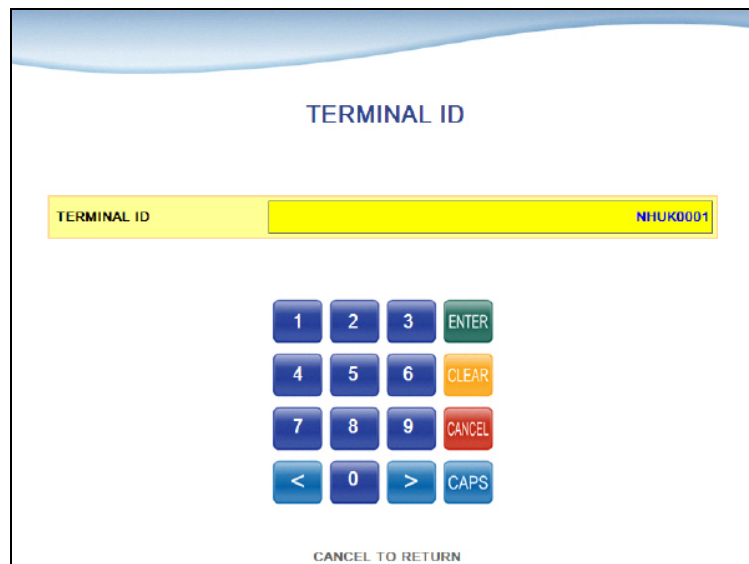 TERMINAL ID
TERMINAL ID NHUK0001
1 2 3 ENTER
4 5 6 CLEAR
7 8 9 CANCEL
< 0 > CAPS
CANCEL TO RETURN